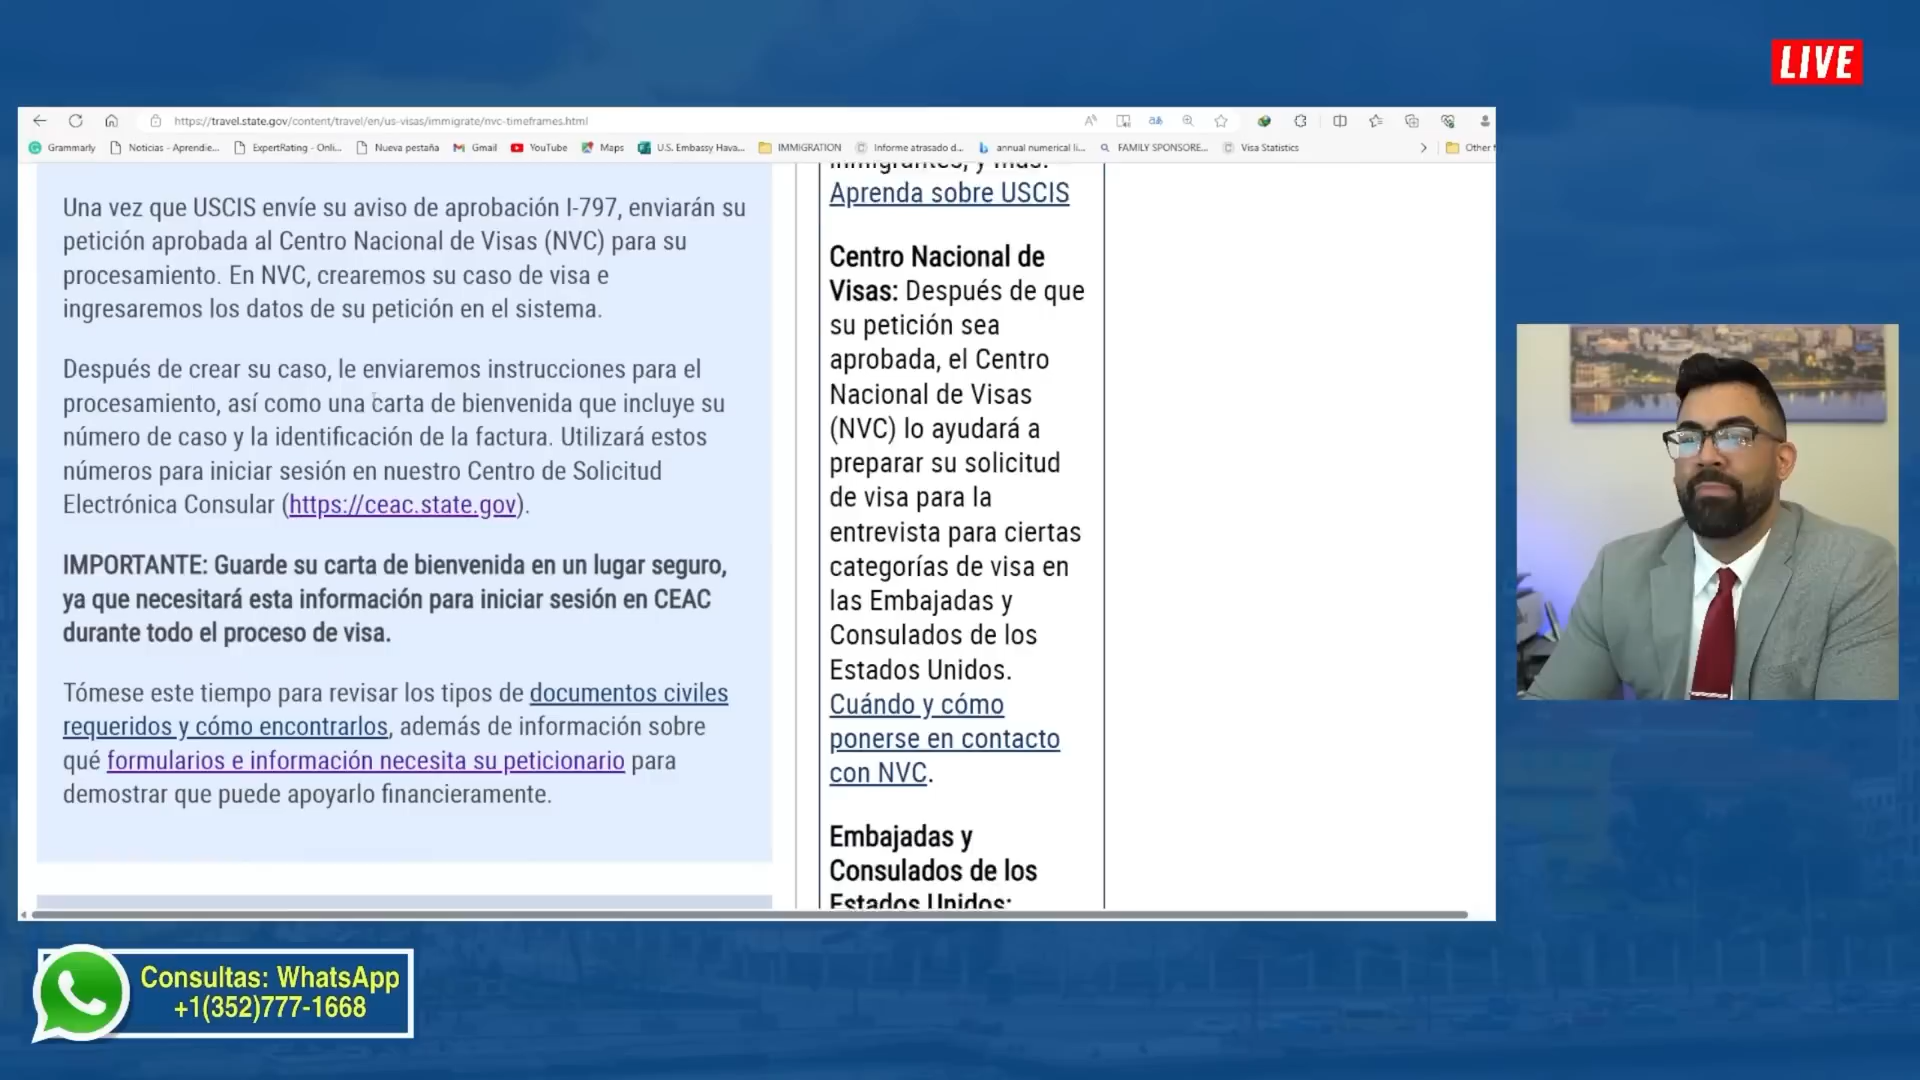 LIVE
https://travel.state.gov/content/travel/en/us-visas/immigrate/nvc-timeframes.html
Grammarly
Noticias - Aprendie...
ExpertRating - Onli...
Nueva pestaña
Gmail
YouTube
Maps
U.S. Embassy Hava...
IMMIGRATION
Informe atrasado d...
annual numerical li...
FAMILY SPONSORE...
Visa Statistics
Other f
Una vez que USCIS envíe su aviso de aprobación I-797, enviarán su
petición aprobada al Centro Nacional de Visas (NVC) para su
procesamiento. En NVC, crearemos su caso de visa e
ingresaremos los datos de su petición en el sistema.
Después de crear su caso, le enviaremos instrucciones para el
procesamiento, así como una carta de bienvenida que incluye su
número de caso y la identificación de la factura. Utilizará estos
números para iniciar sesión en nuestro Centro de Solicitud
Electrónica Consular (https://ceac.state.gov).
IMPORTANTE: Guarde su carta de bienvenida en un lugar seguro,
ya que necesitará esta información para iniciar sesión en CEAC
durante todo el proceso de visa.
Tómese este tiempo para revisar los tipos de documentos civiles
requeridos y cómo encontrarlos, además de información sobre
qué formularios e información necesita su peticionario para
demostrar que puede apoyarlo financieramente.
inmigrantes, y más.
Aprenda sobre USCIS
Centro Nacional de
Visas: Después de que
su petición sea
aprobada, el Centro
Nacional de Visas
(NVC) lo ayudará a
preparar su solicitud
de visa para la
entrevista para ciertas
categorías de visa en
las Embajadas y
Consulados de los
Estados Unidos.
Cuándo y cómo
ponerse en contacto
con NVC.
Embajadas y
Consulados de los
Estados Unidos:
Consultas: WhatsApp
+1(352)777-1668